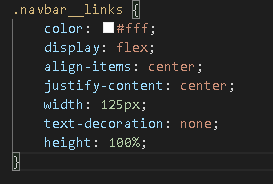 .navbar__links {
color: #fff;
display: flex;
align-items: center;
justify-content: center;
width: 125px;
text-decoration: none;
height: 100%;
}